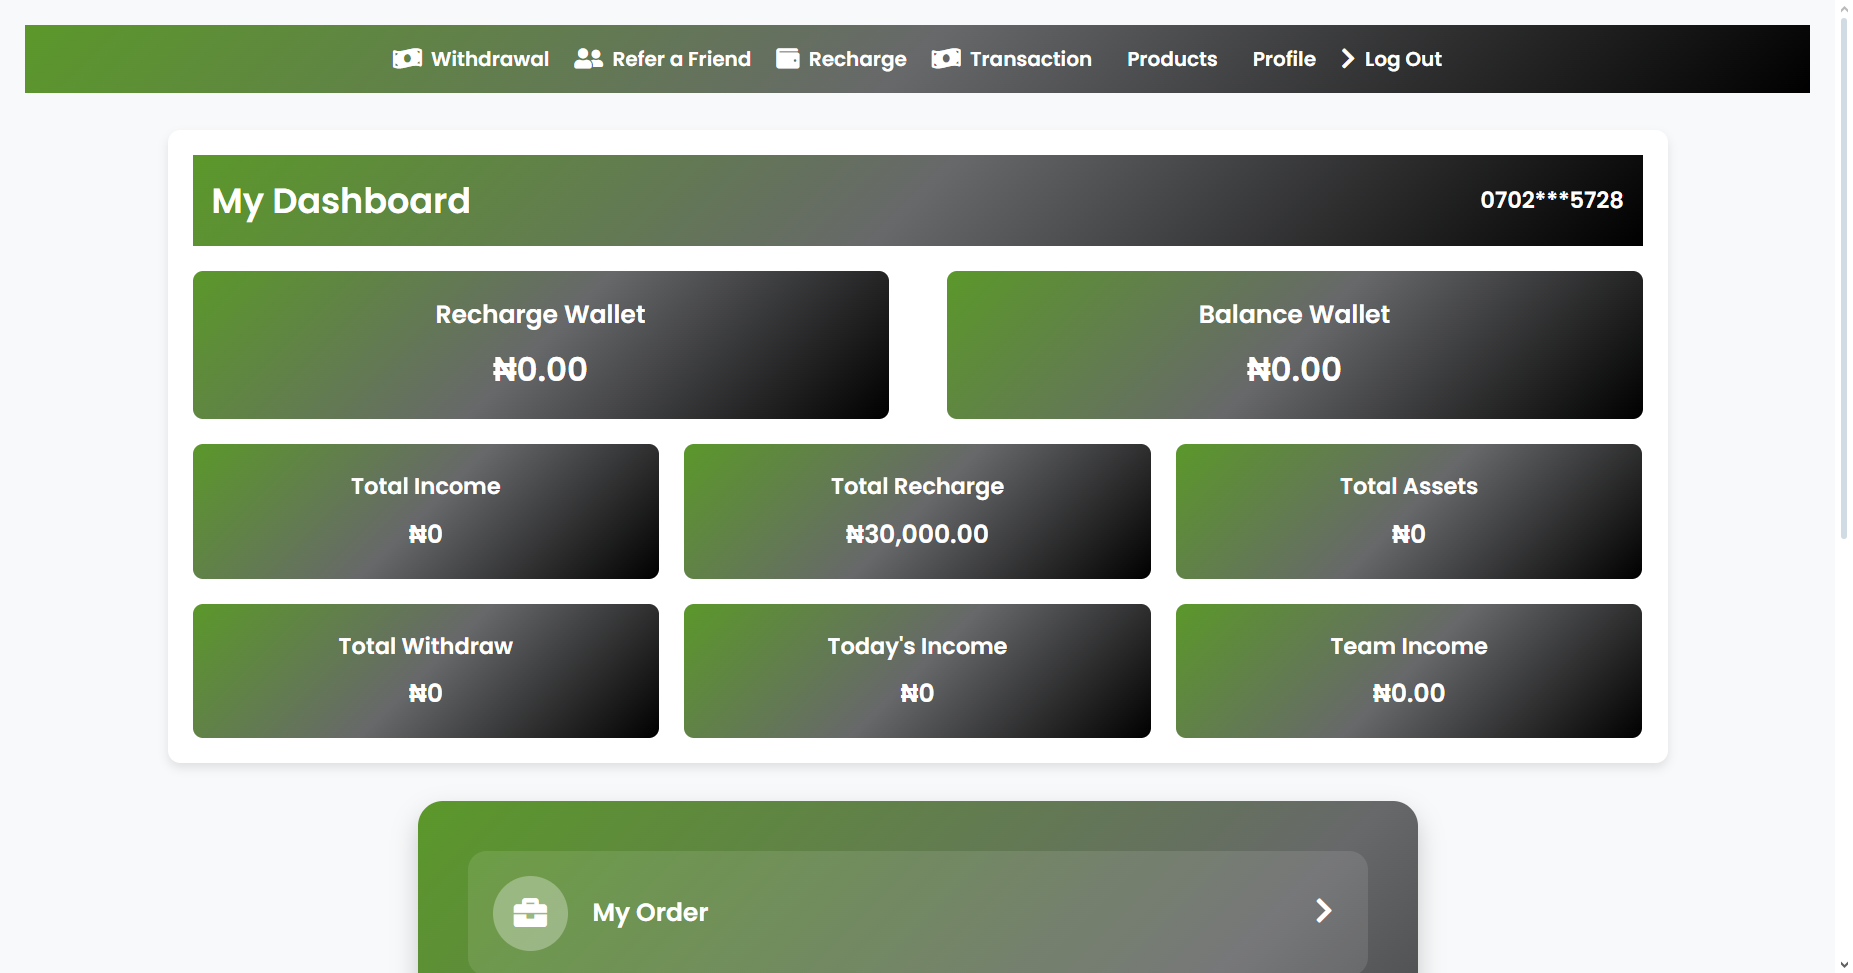 Withdrawal Refer a Friend Recharge Transaction Products Profile Log Out
My Dashboard
0702***5728
Recharge Wallet
₦0.00
Balance Wallet
₦0.00
Total Income
₦0
Total Recharge
₦30,000.00
Total Assets
₦0
Total Withdraw
₦0
Today's Income
₦0
Team Income
₦0.00
My Order